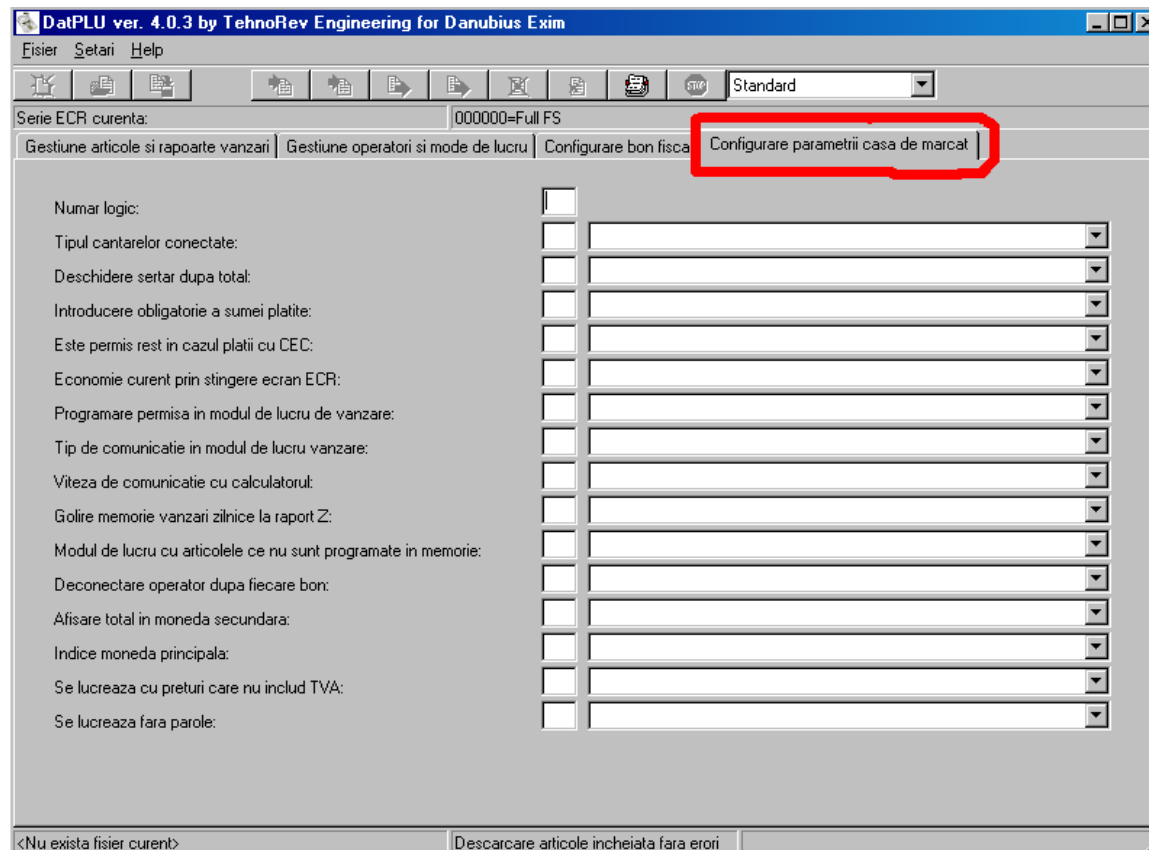 DatPLU ver. 4.0.3 by TehnoRev Engineering for Danubius Exim
Fisier Setari Help
STOP Standard
Serie ECR curenta: 000000=Full FS
Gestiune articole si rapoarte vanzari Gestiune operatori si mode de lucru Configurare bon fisca Configurare parametrii casa de marcat
Numar logic:
Tipul cantarelor conectate:
Deschidere sertar dupa total:
Introducere obligatorie a sumei platite:
Este permis rest in cazul platii cu CEC:
Economie curent prin stingere ecran ECR:
Programare permisa in modul de lucru de vanzare:
Tip de comunicatie in modul de lucru vanzare:
Viteza de comunicatie cu calculatorul:
Golire memorie vanzari zilnice la raport Z:
Modul de lucru cu articolele ce nu sunt programate in memorie:
Deconectare operator dupa fiecare bon:
Afisare total in moneda secundara:
Indice moneda principala:
Se lucreaza cu preturi care nu includ TVA:
Se lucreaza fara parole:
<Nu exista fisier curent> Descarcare articole incheiata fara erori